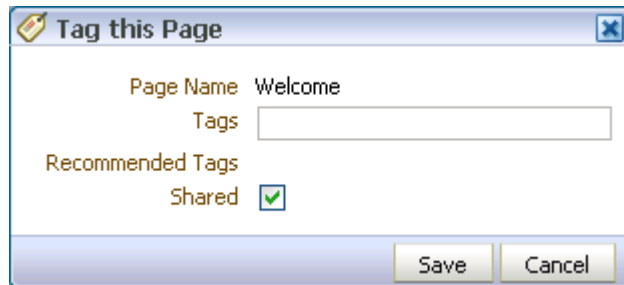 Tag this Page
Page Name Welcome
Tags
Recommended Tags
Shared
Save Cancel